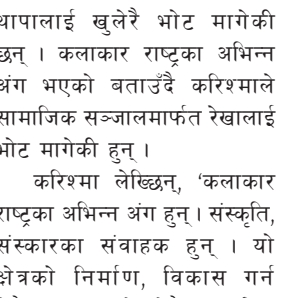 थापालाई खुलेरै भोट मागेकी
छन् । कलाकार राष्ट्रका अभिन्न
अंग भएको बताउँदै करिश्माले
सामाजिक सञ्जालमार्फत रेखालाई
भोट मागेकी हुन् ।
करिश्मा लेख्छिन्, ‘कलाकार
राष्ट्रका अभिन्न अंग हुन् । संस्कृति,
संस्कारका संवाहक हुन् । यो
क्षेत्रको निर्माण, विकास गर्न